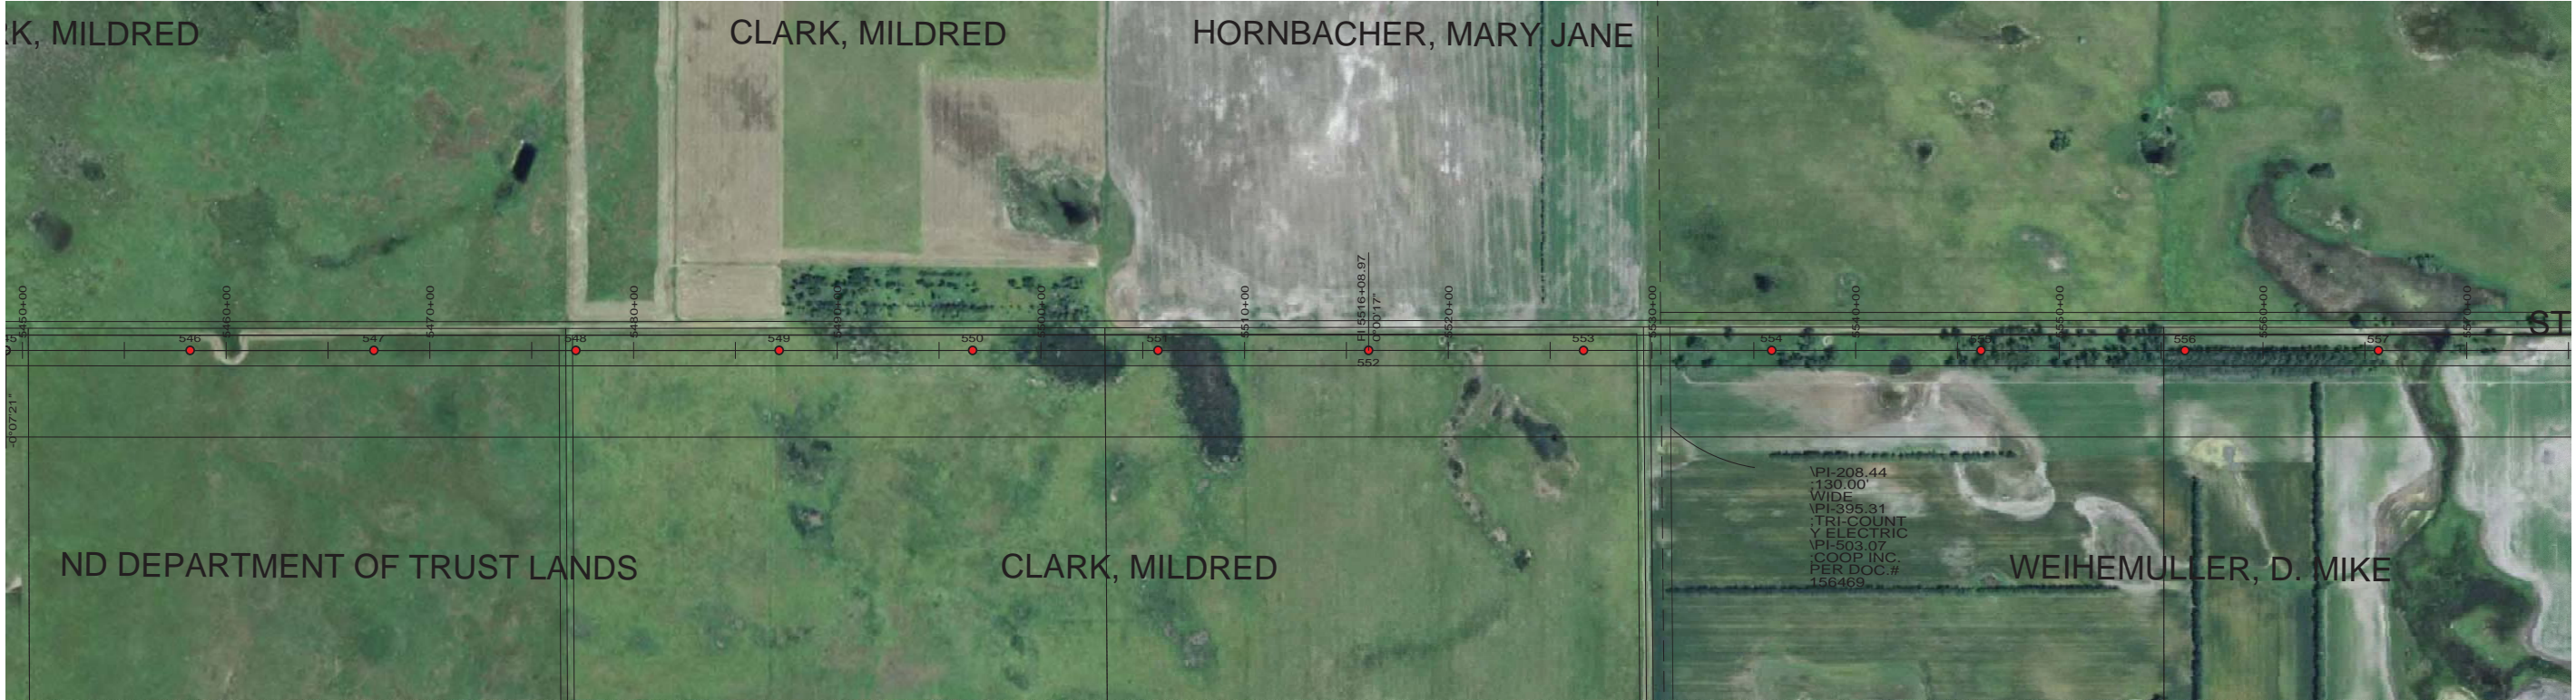 RK, MILDRED
CLARK, MILDRED
HORNBACHER, MARY JANE
5450+00
5460+00
5470+00
5480+00
5490+00
5500+00
5510+00
PI 5516+08.97
0°00'17"
5520+00
5530+00
5540+00
5550+00
5560+00
5570+00
ST
546
547
548
549
550
551
552
553
554
555
556
557
-0°07'21"
\PI-208.44
;130.00'
WIDE
\PI-395.31
;TRI-COUNT
Y ELECTRIC
\PI-503.07
;COOP INC.
PER DOC.#
156469
ND DEPARTMENT OF TRUST LANDS
CLARK, MILDRED
WEIHEMULLER, D. MIKE